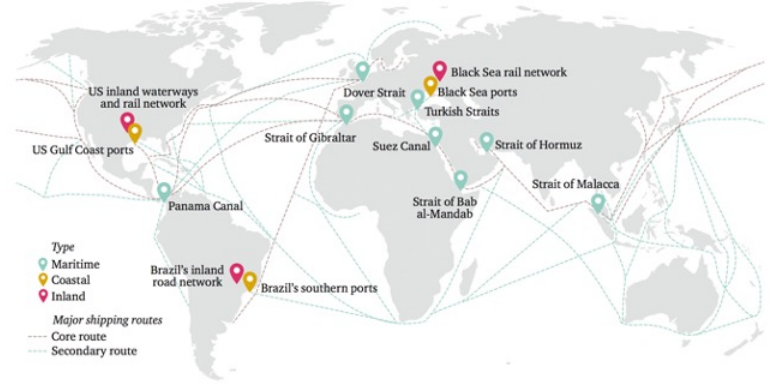 Black Sea rail network
Dover Strait
Black Sea ports
US inland waterways
and rail network
Turkish Straits
Strait of Gibraltar
US Gulf Coast ports
Suez Canal
Strait of Hormuz
Strait of Malacca
Panama Canal
Strait of Bab
al-Mandab
Type
Maritime
Coastal
Inland
Brazil's inland
road network
Brazil's southern ports
Major shipping routes
Core route
Secondary route